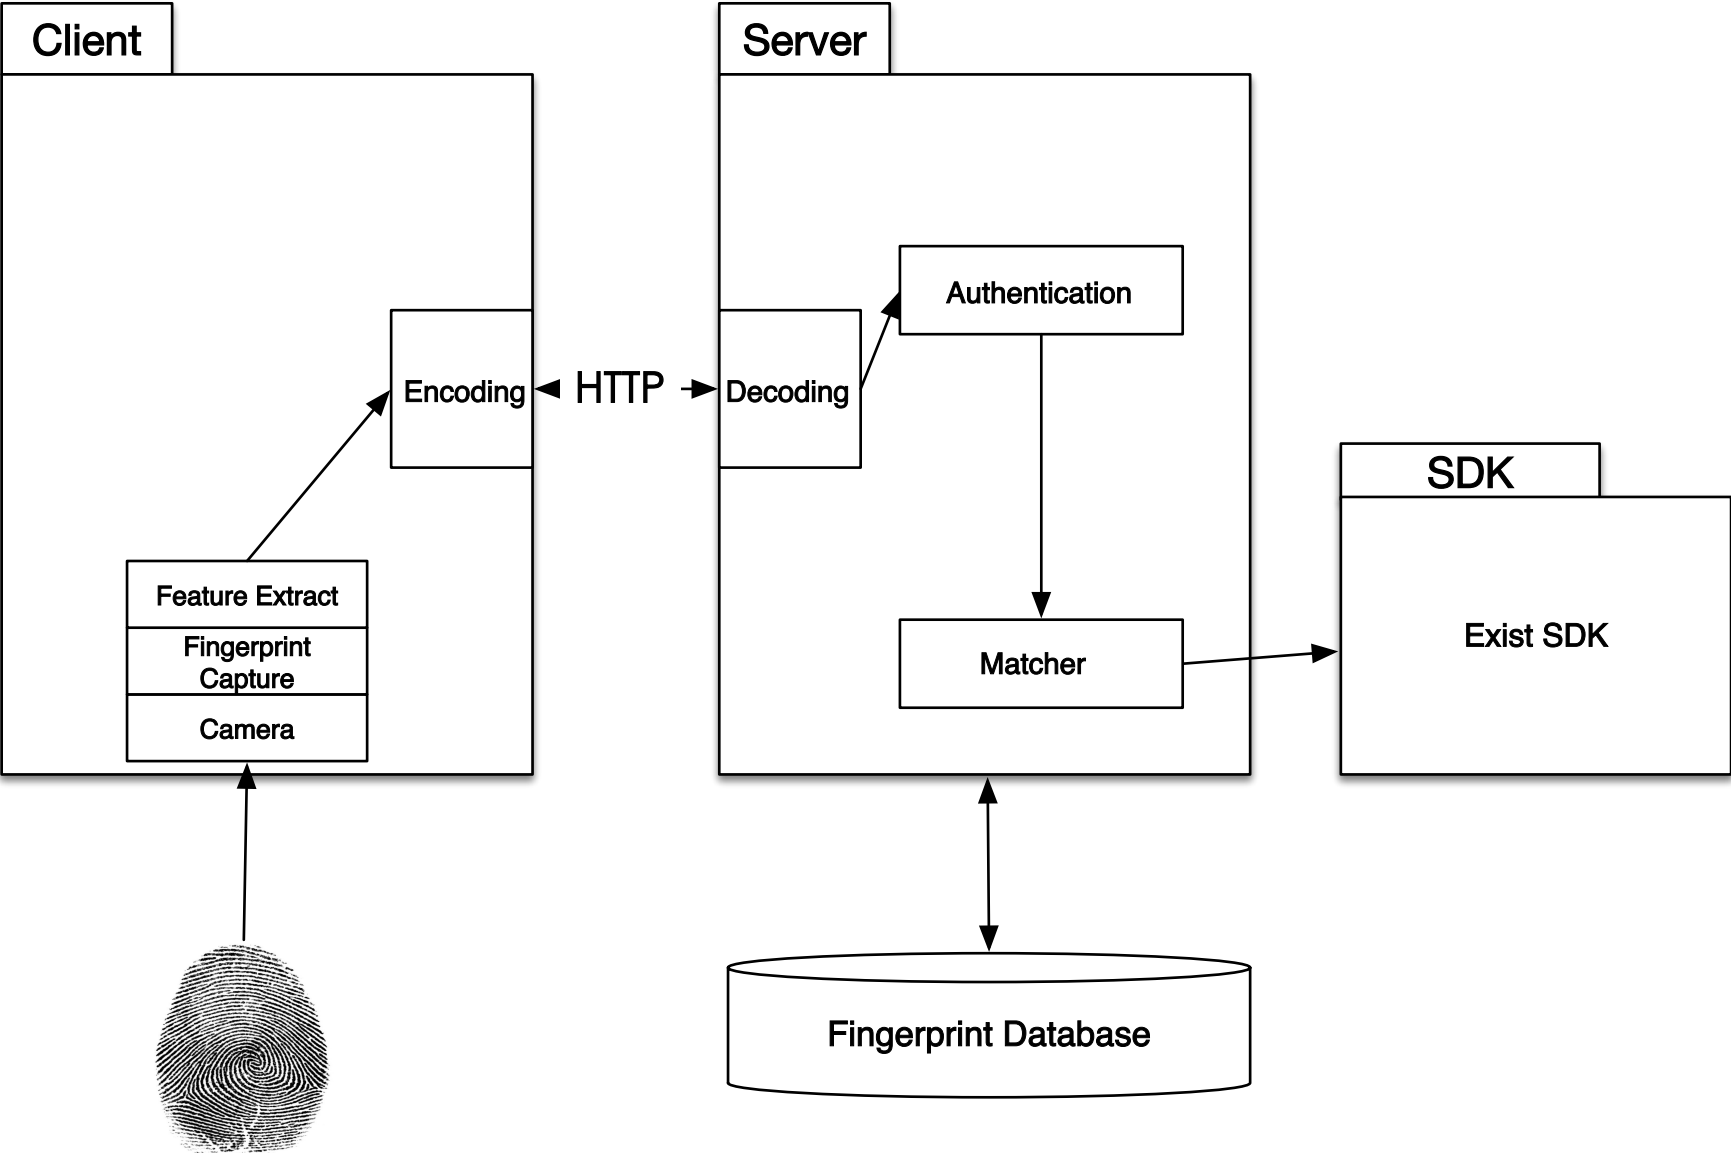 Client
Server
Authentication
Encoding
HTTP
Decoding
SDK
Feature Extract
Fingerprint
Capture
Camera
Matcher
Exist SDK
Fingerprint Database